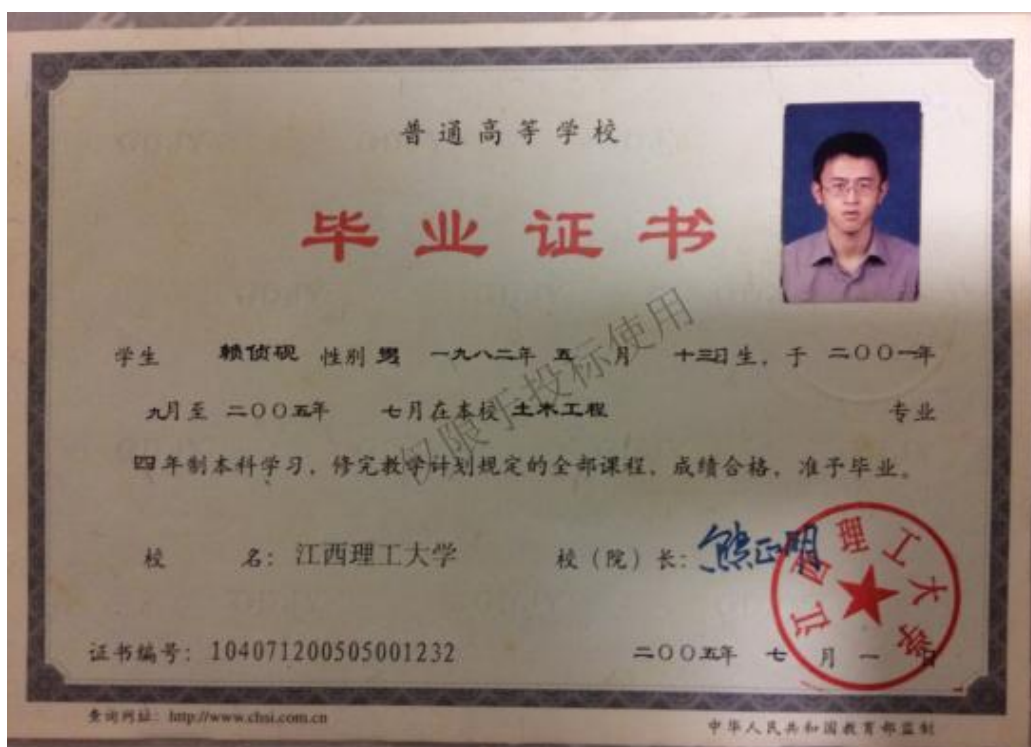 普通高等学校
毕业证书
学生 赖侦砚 性别 男 一九八二年 五 月 十三日生，于 二〇〇一年
九月至 二〇〇五年 七月在本校 土木工程 专业
四年制本科学习，修完教学计划规定的全部课程，成绩合格，准予毕业。
仅限于投标使用
校 名：江西理工大学 校（院）长：熊正明
江西理工大学
证书编号：104071200505001232 二〇〇五年 七 月 一 日
查询网址：http://www.chsi.com.cn 中华人民共和国教育部监制